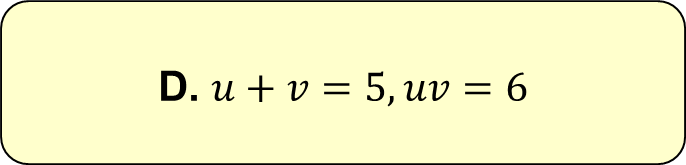 D. u + v = 5, uv = 6